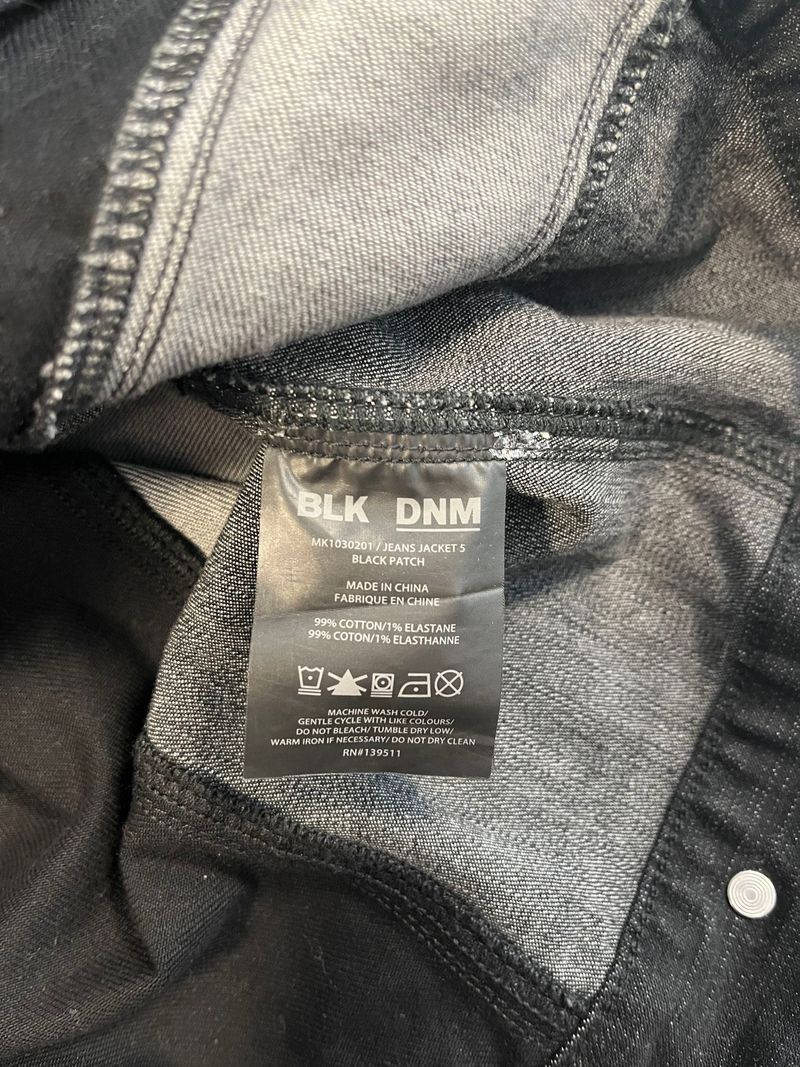 BLK DNM
MK1030201 / JEANS JACKET 5
BLACK PATCH
MADE IN CHINA
FABRIQUE EN CHINE
99% COTTON/1% ELASTANE
99% COTON/1% ELASTHANNE
MACHINE WASH COLD/
GENTLE CYCLE WITH LIKE COLOURS/
DO NOT BLEACH/ TUMBLE DRY LOW/
WARM IRON IF NECESSARY/ DO NOT DRY CLEAN
RN#139511